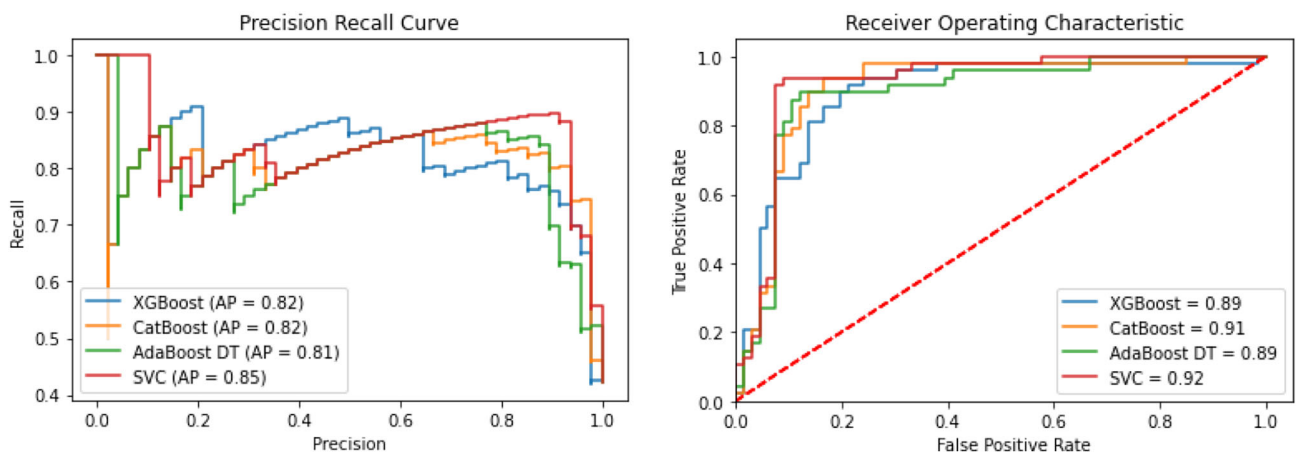 Precision Recall Curve
1.0
0.9
0.8
0.7
0.6
0.5
0.4
Recall
XGBoost (AP = 0.82)
CatBoost (AP = 0.82)
AdaBoost DT (AP = 0.81)
SVC (AP = 0.85)
0.0 0.2 0.4 0.6 0.8 1.0
Precision
Receiver Operating Characteristic
1.0
0.8
0.6
0.4
0.2
0.0
True Positive Rate
XGBoost = 0.89
CatBoost = 0.91
AdaBoost DT = 0.89
SVC = 0.92
0.0 0.2 0.4 0.6 0.8 1.0
False Positive Rate